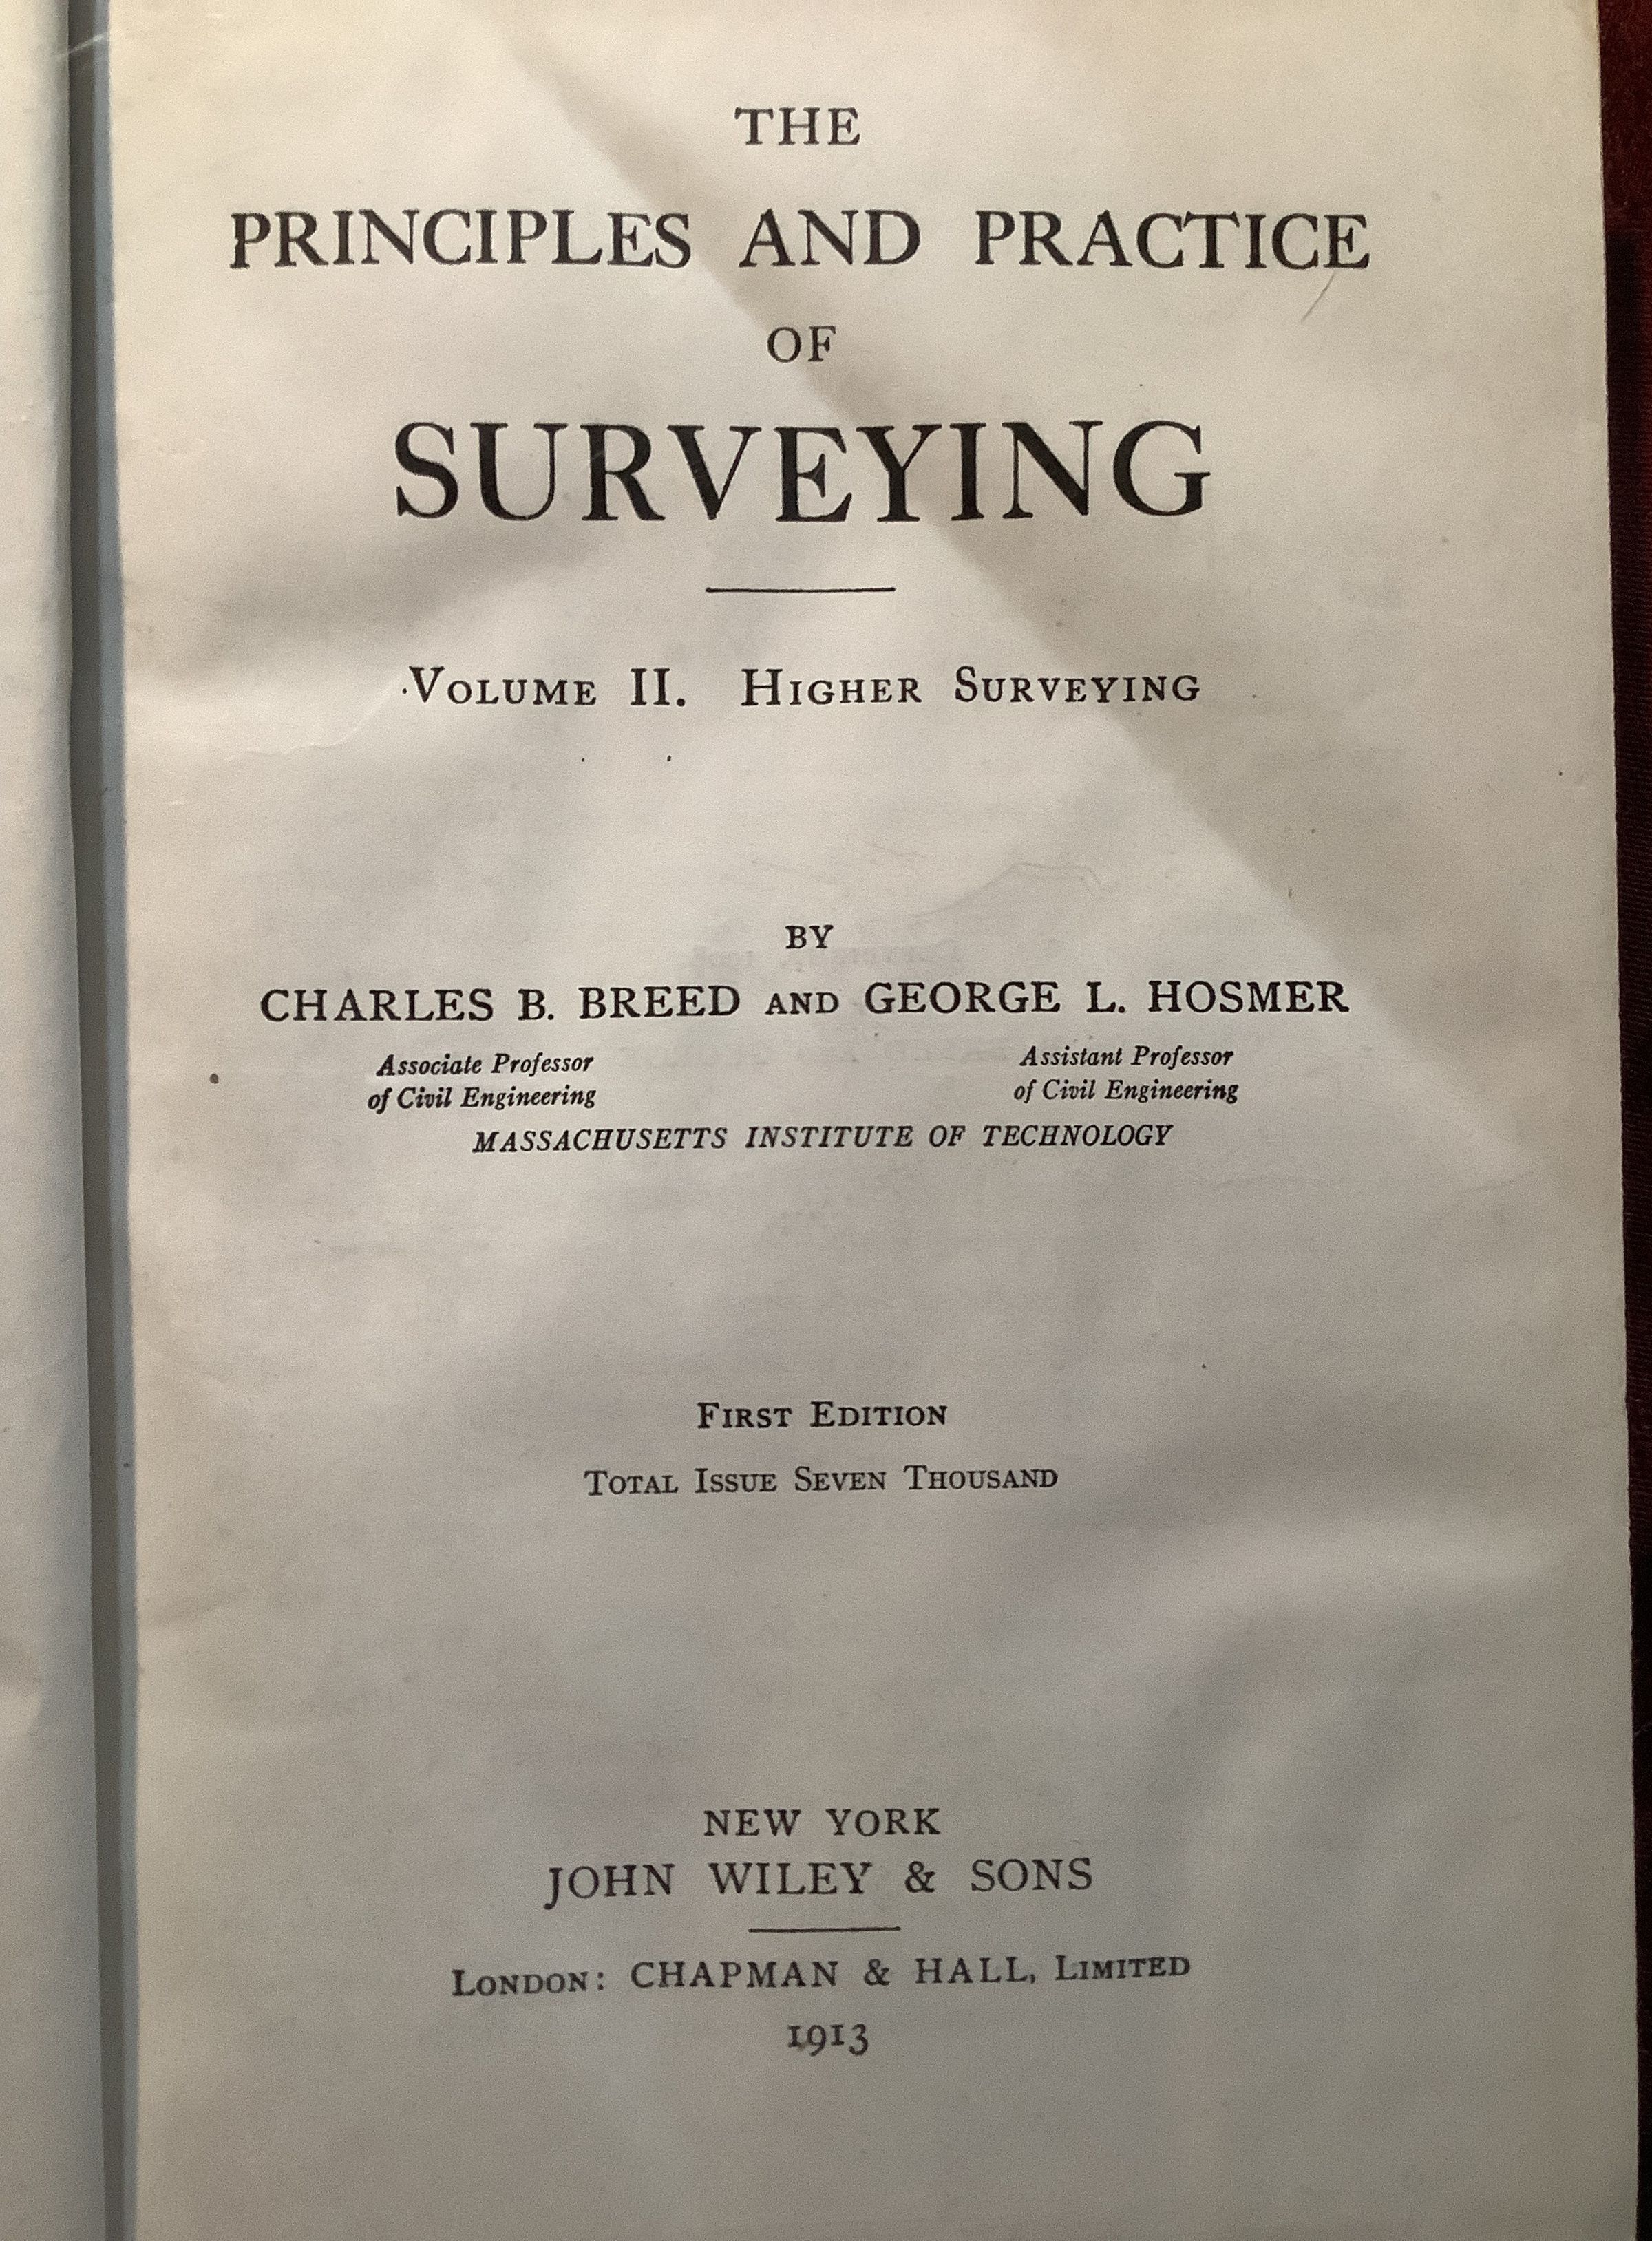 THE
PRINCIPLES AND PRACTICE
OF
SURVEYING
VOLUME II. HIGHER SURVEYING
BY
CHARLES B. BREED AND GEORGE L. HOSMER
Associate Professor Assistant Professor
of Civil Engineering of Civil Engineering
MASSACHUSETTS INSTITUTE OF TECHNOLOGY
FIRST EDITION
TOTAL ISSUE SEVEN THOUSAND
NEW YORK
JOHN WILEY & SONS
LONDON: CHAPMAN & HALL, LIMITED
1913